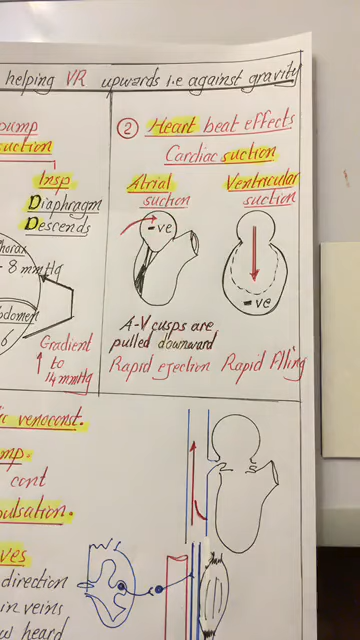 helping VR upwards i.e against gravity
pump
suction
Insp
Diaphragm
Descends
Thorax
- 8 mmHg
Abdomen
6
Gradient
↑ to
14 mmHg
② Heart beat effects
Cardiac suction
Atrial
suction
-ve
Ventricular
suction
-ve
A-V cusps are
pulled downward
Rapid ejection Rapid filling
venoconst.
mp.
cont
pulsation.
ves
direction
in veins
heard